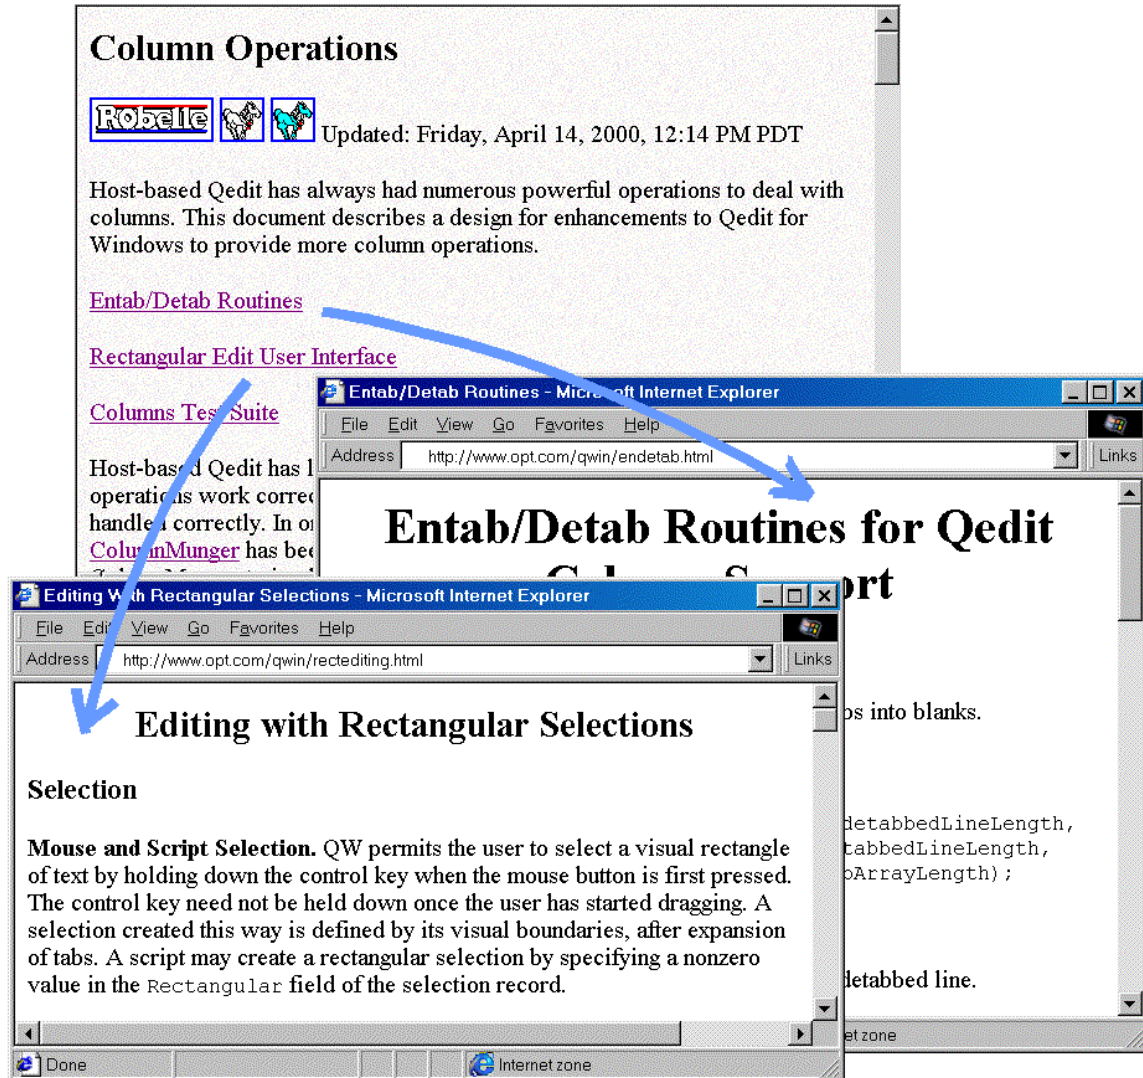 Column Operations
Robelle Updated: Friday, April 14, 2000, 12:14 PM PDT
Host-based Qedit has always had numerous powerful operations to deal with
columns. This document describes a design for enhancements to Qedit for
Windows to provide more column operations.
Entab/Detab Routines
Rectangular Edit User Interface
Columns Test Suite
Host-based Qedit has
operations work
handled correctly. In
ColumnMunger has
Entab/Detab Routines - Microsoft Internet Explorer
File Edit View Go Favorites Help
Address http://www.opt.com/qwin/endetab.html Links
Entab/Detab Routines for Qedit
into blanks.
detabbedLineLength,
tabbedLineLength,
ArrayLength);
detabbed line.
et zone
Editing With Rectangular Selections - Microsoft Internet Explorer
File Edit View Go Favorites Help
Address http://www.opt.com/qwin/rectediting.html Links
Editing with Rectangular Selections
Selection
Mouse and Script Selection. QW permits the user to select a visual rectangle
of text by holding down the control key when the mouse button is first pressed.
The control key need not be held down once the user has started dragging. A
selection created this way is defined by its visual boundaries, after expansion
of tabs. A script may create a rectangular selection by specifying a nonzero
value in the Rectangular field of the selection record.
Done Internet zone